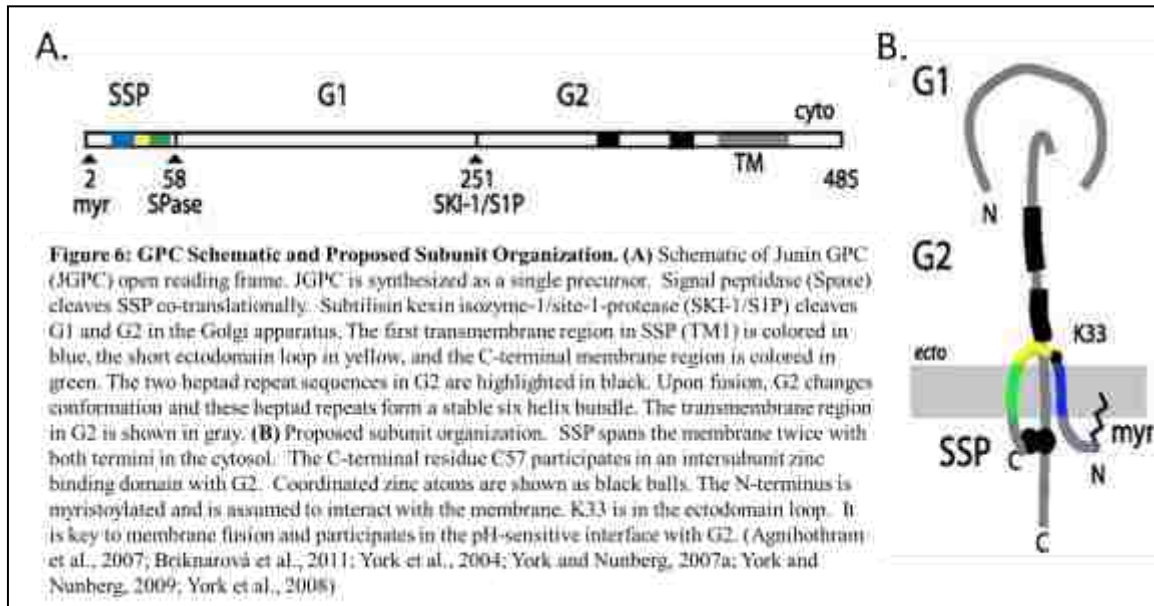 A.
SSP
G1
G2
cyto
2
58
251
TM
485
myr
SPase
SKI-1/S1P
Figure 6: GPC Schematic and Proposed Subunit Organization. (A) Schematic of Junin GPC
(JGPC) open reading frame. JGPC is synthesized as a single precursor. Signal peptidase (Spase)
cleaves SSP co-translationally. Subtilisin kexin isozyme-1/site-1-protease (SKI-1/S1P) cleaves
G1 and G2 in the Golgi apparatus. The first transmembrane region in SSP (TM1) is colored in
blue, the short ectodomain loop in yellow, and the C-terminal membrane region is colored in
green. The two heptad repeat sequences in G2 are highlighted in black. Upon fusion, G2 changes
conformation and these heptad repeats form a stable six helix bundle. The transmembrane region
in G2 is shown in gray. (B) Proposed subunit organization. SSP spans the membrane twice with
both termini in the cytosol. The C-terminal residue C57 participates in an intersubunit zinc
binding domain with G2. Coordinated zinc atoms are shown as black balls. The N-terminus is
myristoylated and is assumed to interact with the membrane. K33 is in the ectodomain loop. It
is key to membrane fusion and participates in the pH-sensitive interface with G2. (Agnihothram
et al., 2007; Briknarová et al., 2011; York et al., 2004; York and Nunberg, 2007a; York and
Nunberg, 2009; York et al., 2008)
B.
G1
N
G2
K33
ecto
SSP
C
myr
N
C